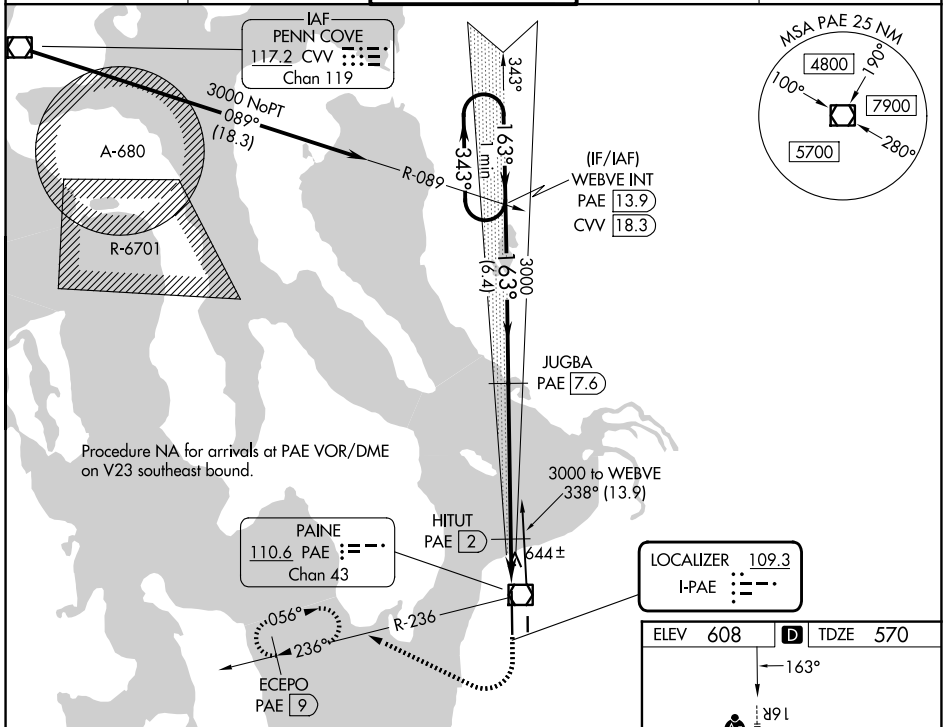 IAF
PENN COVE
117.2 CVV
Chan 119
3000 NoPT
089°
(18.3)
A-680
R-6701
R-089
343°
163°
1 min
343°
(IF/IAF)
WEBVE INT
PAE 13.9
CVV 18.3
163°
(6.4)
3000
MSA PAE 25 NM
4800
190°
100°
7900
5700
280°
JUGBA
PAE 7.6
Procedure NA for arrivals at PAE VOR/DME
on V23 southeast bound.
3000 to WEBVE
338° (13.9)
HITUT
PAE 2
644±
PAINE
110.6 PAE
Chan 43
LOCALIZER 109.3
I-PAE
056°
236°
R-236
ECEPO
PAE 9
ELEV 608 D TDZE 570
163°
16R